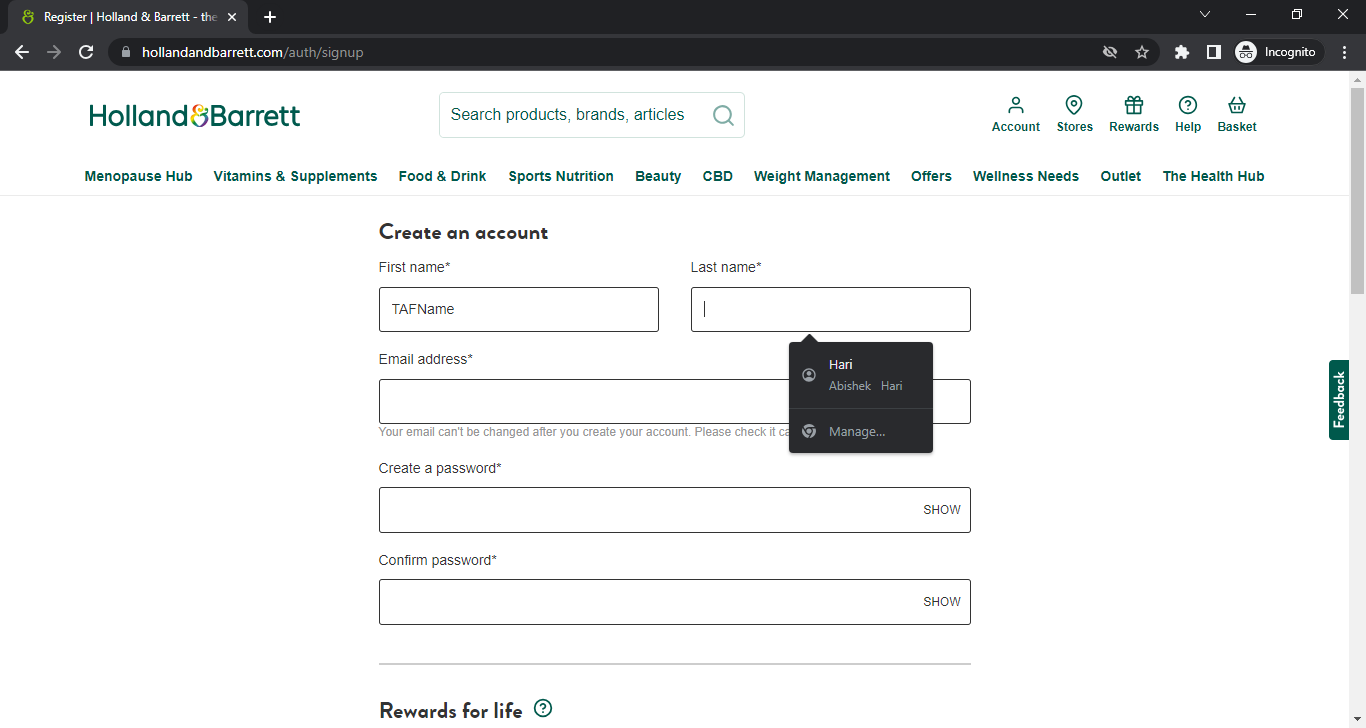 Register | Holland & Barrett - the
hollandandbarrett.com/auth/signup
Incognito
Holland&Barrett
Search products, brands, articles
Account Stores Rewards Help Basket
Menopause Hub Vitamins & Supplements Food & Drink Sports Nutrition Beauty CBD Weight Management Offers Wellness Needs Outlet The Health Hub
Create an account
First name* Last name*
TAFName
Hari
Abishek Hari
Manage...
Email address*
Your email can't be changed after you create your account. Please check it ca
Create a password*
SHOW
Confirm password*
SHOW
Rewards for life
Feedback